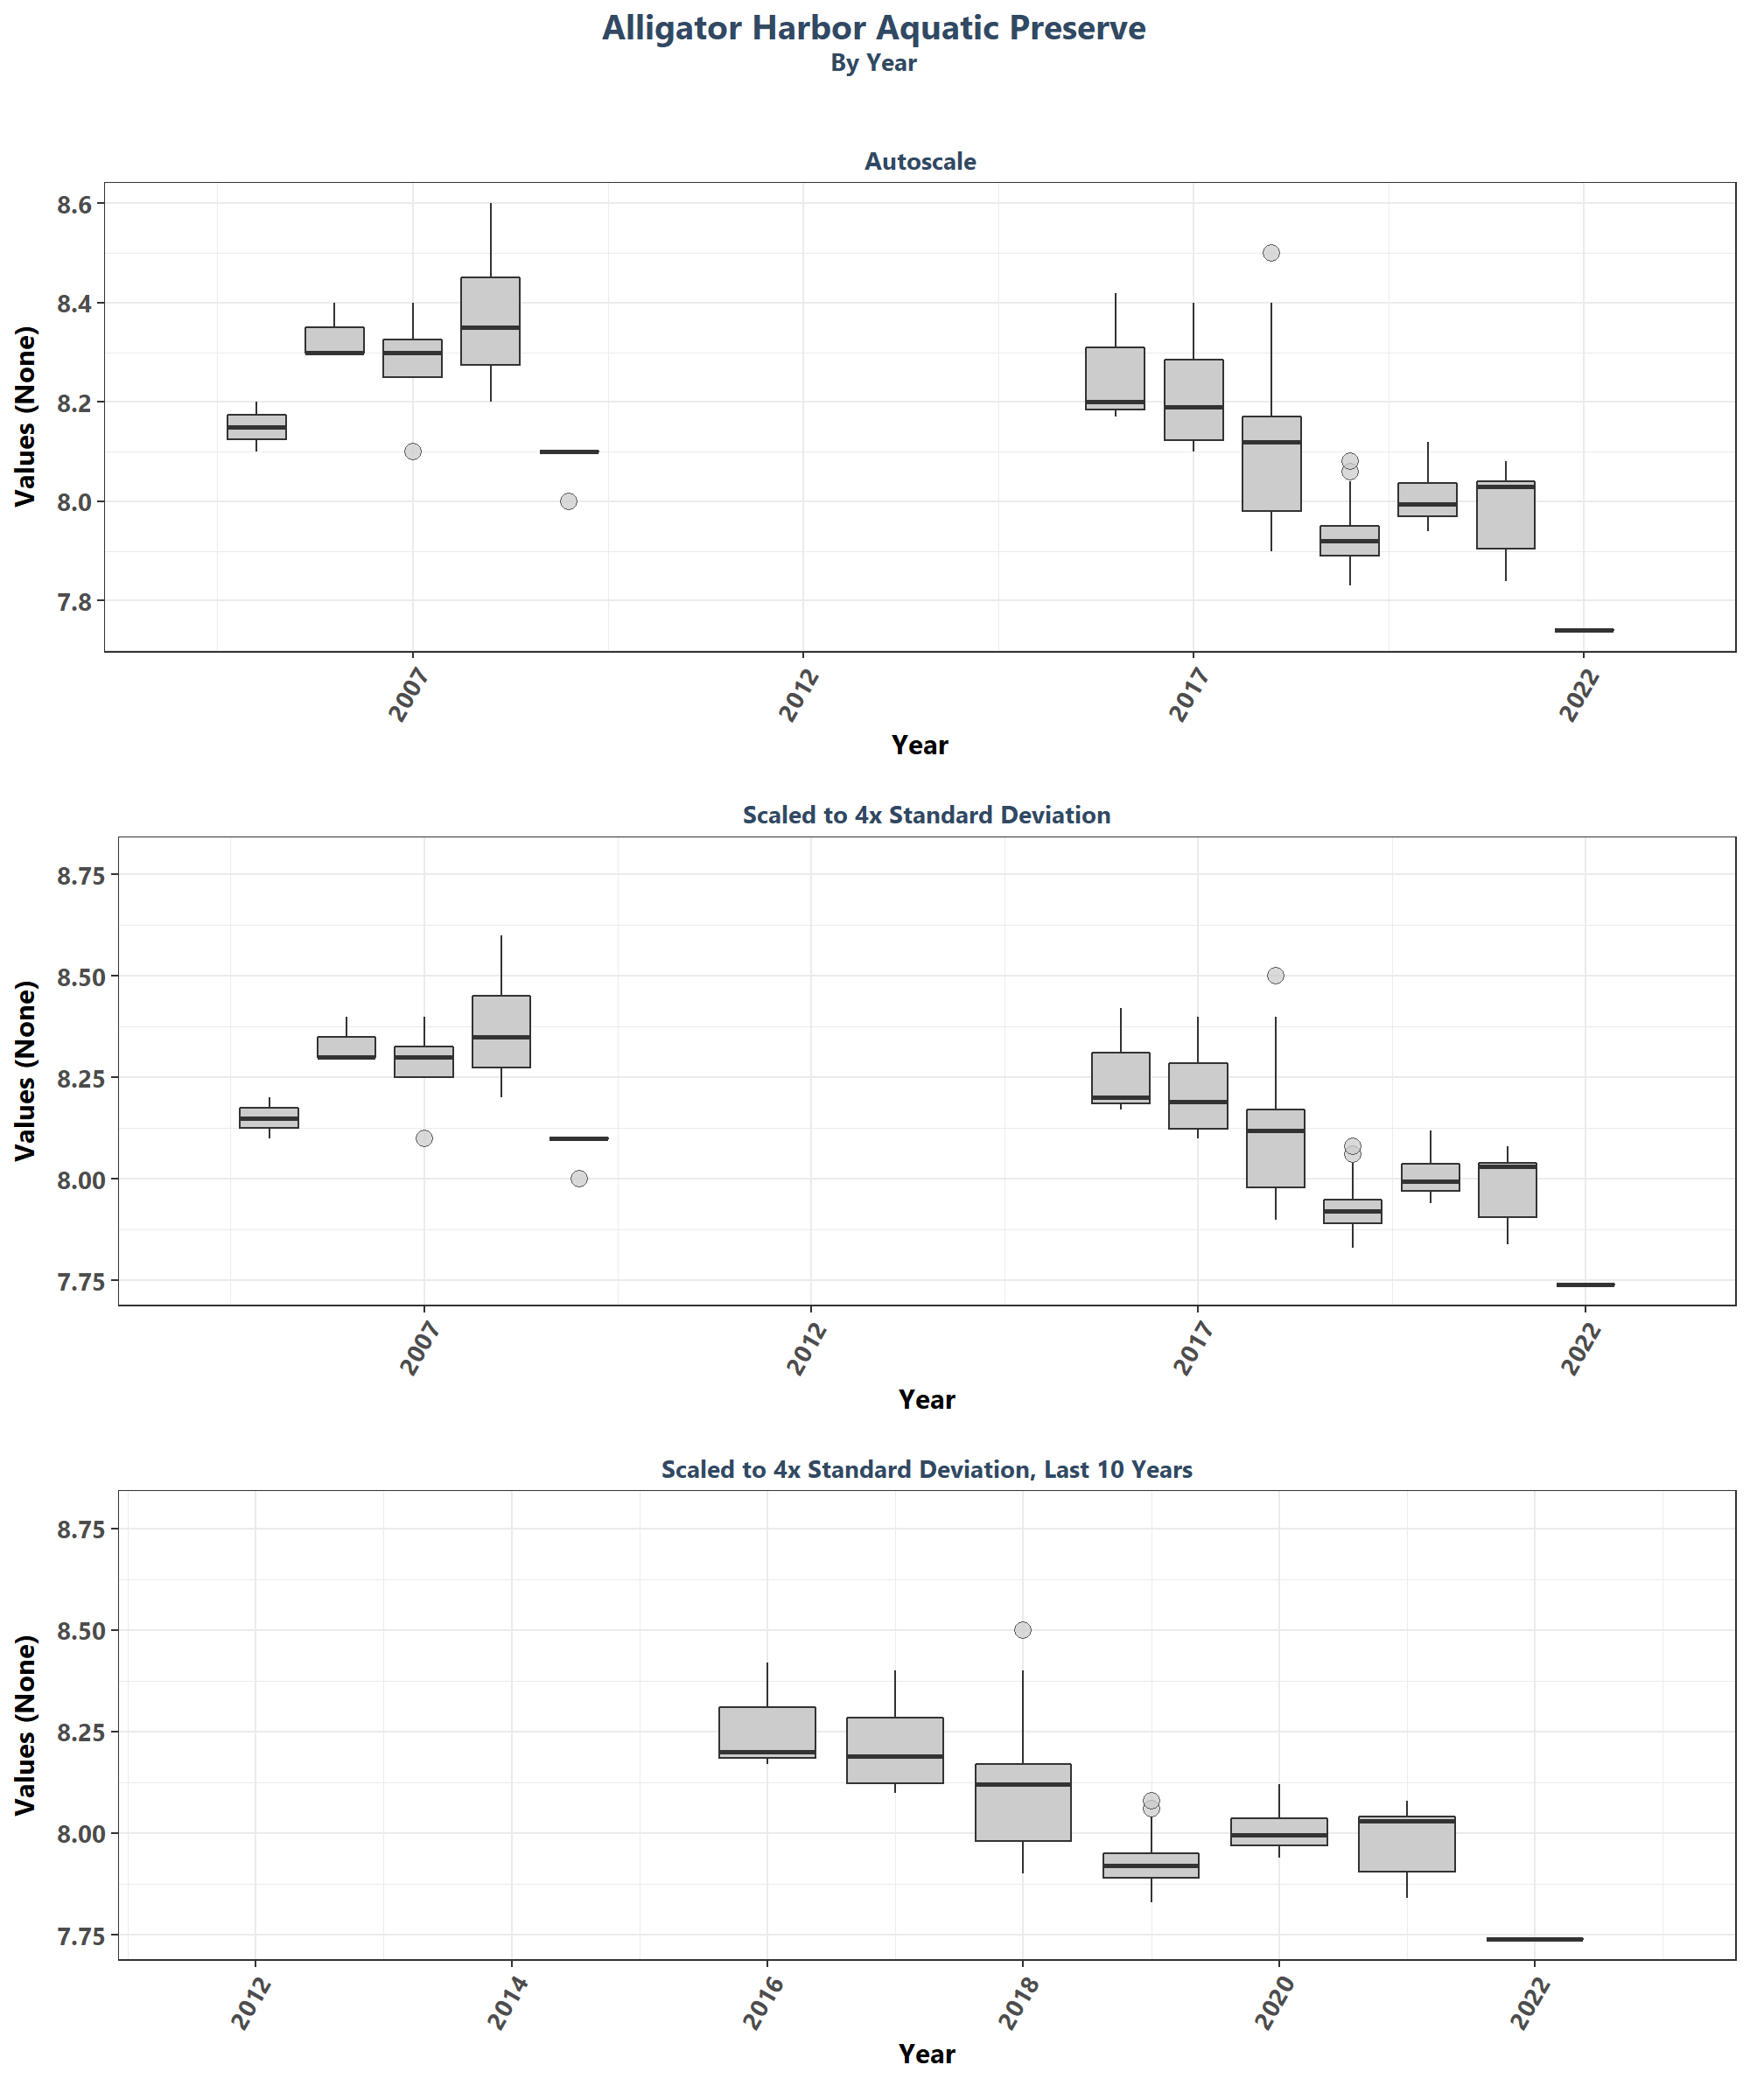 Alligator Harbor Aquatic Preserve
By Year
Autoscale
Values (None)
8.6
8.4
8.2
8.0
7.8
2007
2012
2017
2022
Year
Scaled to 4x Standard Deviation
Values (None)
8.75
8.50
8.25
8.00
7.75
2007
2012
2017
2022
Year
Scaled to 4x Standard Deviation, Last 10 Years
Values (None)
8.75
8.50
8.25
8.00
7.75
2012
2014
2016
2018
2020
2022
Year